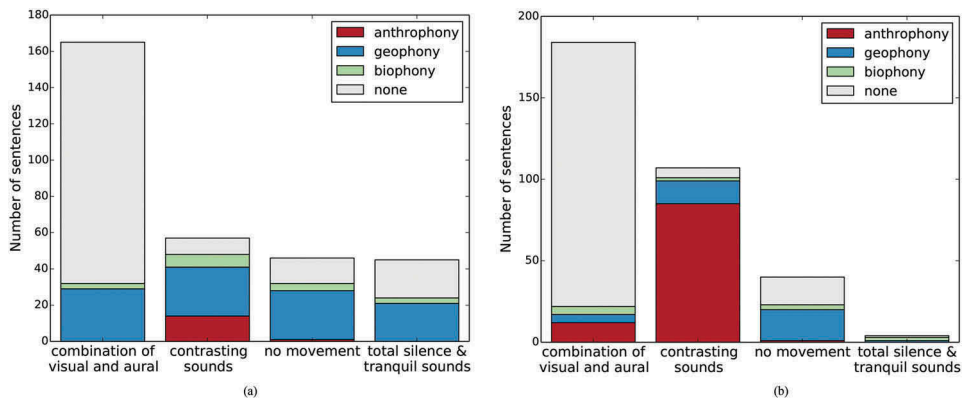 180
160
140
120
100
80
60
40
20
0
Number of sentences
anthrophony
geophony
biophony
none
combination of
visual and aural
contrasting
sounds
no movement
total silence &
tranquil sounds
(a)
200
150
100
50
0
Number of sentences
anthrophony
geophony
biophony
none
combination of
visual and aural
contrasting
sounds
no movement
total silence &
tranquil sounds
(b)